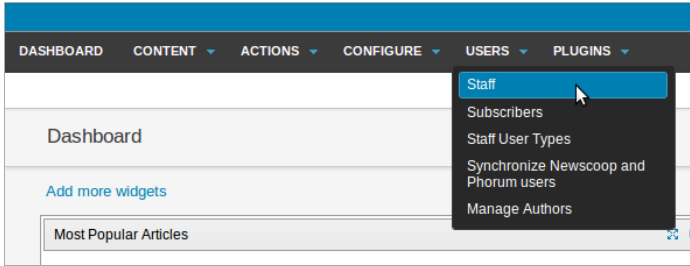 DASHBOARD CONTENT ACTIONS CONFIGURE USERS PLUGINS
Staff
Subscribers
Staff User Types
Synchronize Newscoop and
Phorum users
Manage Authors
Dashboard
Add more widgets
Most Popular Articles